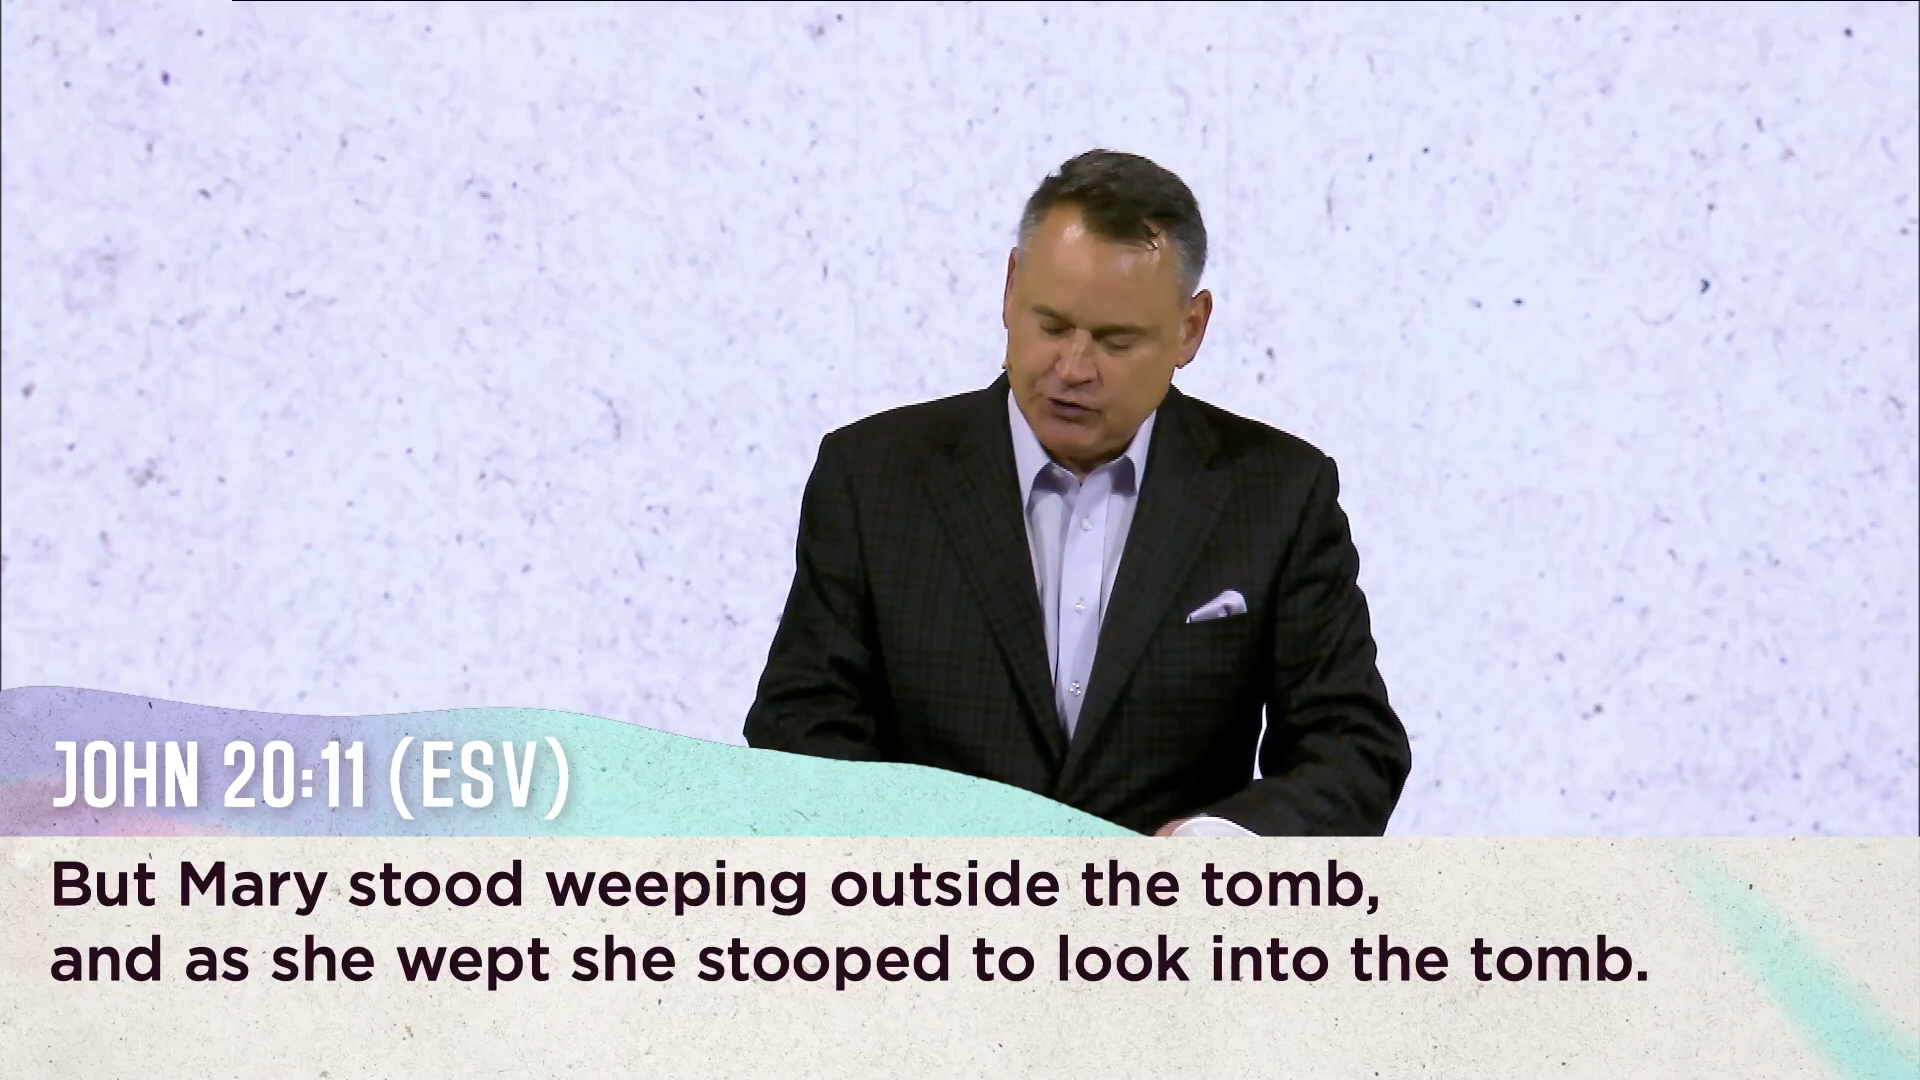 JOHN 20:11 (ESV)
But Mary stood weeping outside the tomb,
and as she wept she stooped to look into the tomb.